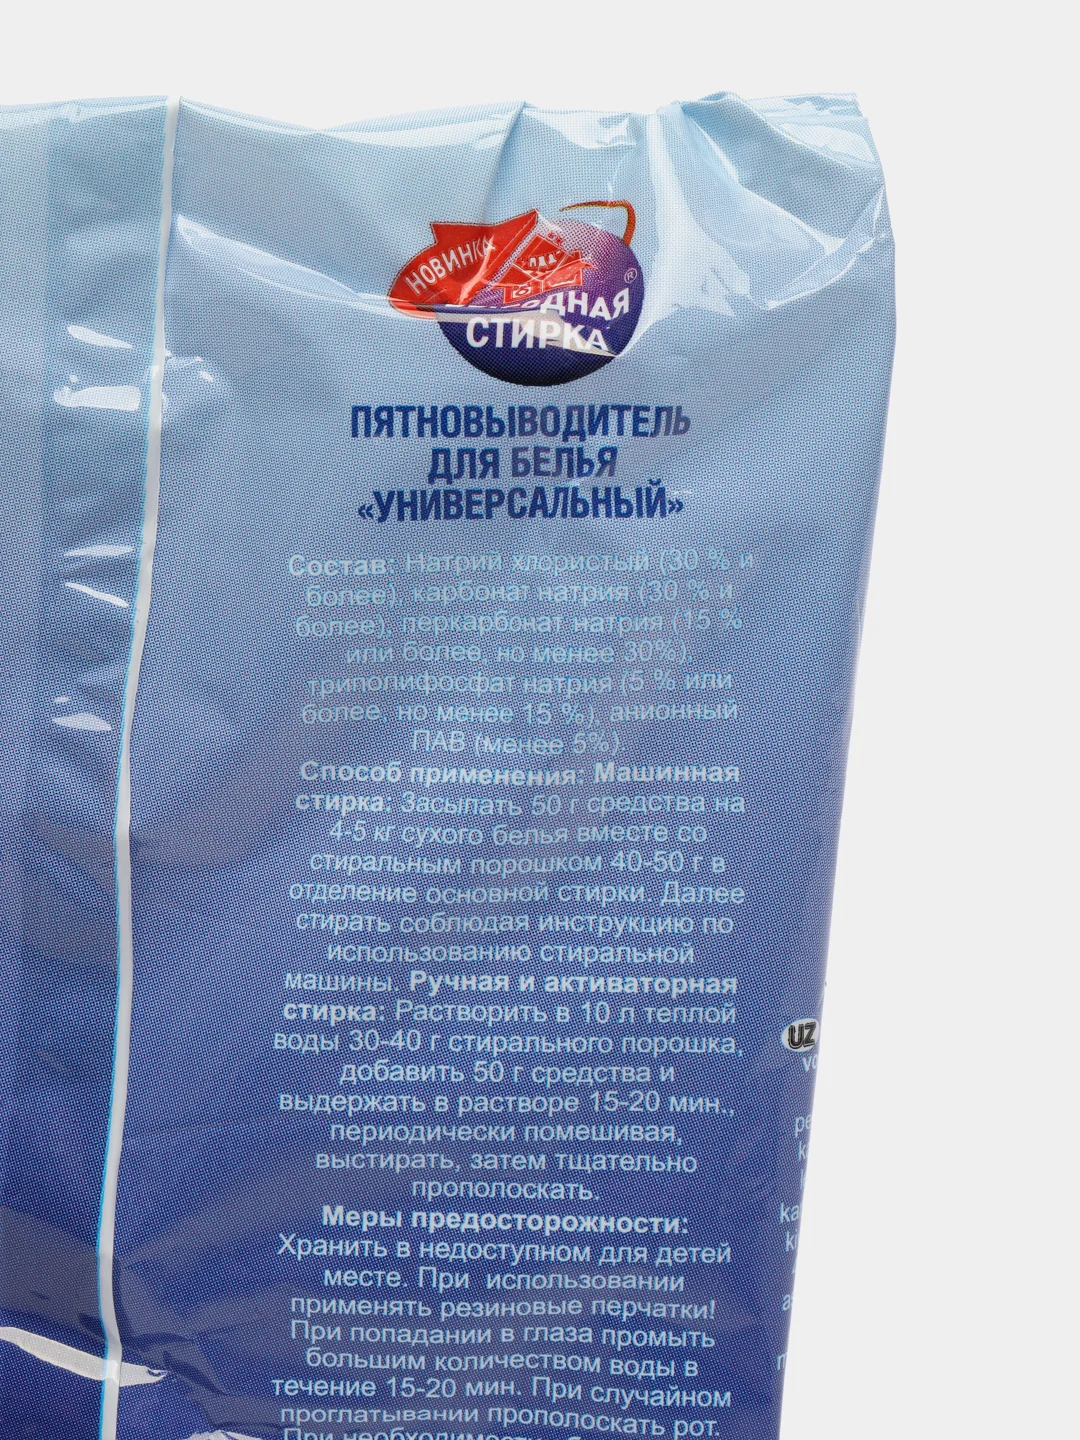 НОВИНКА
СТИРКА
®
ПЯТНОВЫВОДИТЕЛЬ
ДЛЯ БЕЛЬЯ
«УНИВЕРСАЛЬНЫЙ»
Состав: Натрий хлористый (30 % и
более), карбонат натрия (30 % и
более), перкарбонат натрия (15 %
или более, но менее 30%),
триполифосфат натрия (5 % или
более, но менее 15 %), анионный
ПАВ (менее 5%)
Способ применения: Машинная
стирка: Засыпать 50 г средства на
4-5 кг сухого белья вместе со
стиральным порошком 40-50 г в
отделение основной стирки. Далее
стирать соблюдая инструкцию по
использованию стиральной
машины. Ручная и активаторная
стирка: Растворить в 10 л теплой
воды 30-40 г стирального порошка,
добавить 50 г средства и
выдержать в растворе 15-20 мин.,
периодически помешивая,
выстирать, затем тщательно
прополоскать.
Меры предосторожности:
Хранить в недоступном для детей
месте. При использовании
применять резиновые перчатки!
При попадании в глаза промыть
большим количеством воды в
течение 15-20 мин. При случайном
проглатывании прополоскать рот.
При необходимости
UZ